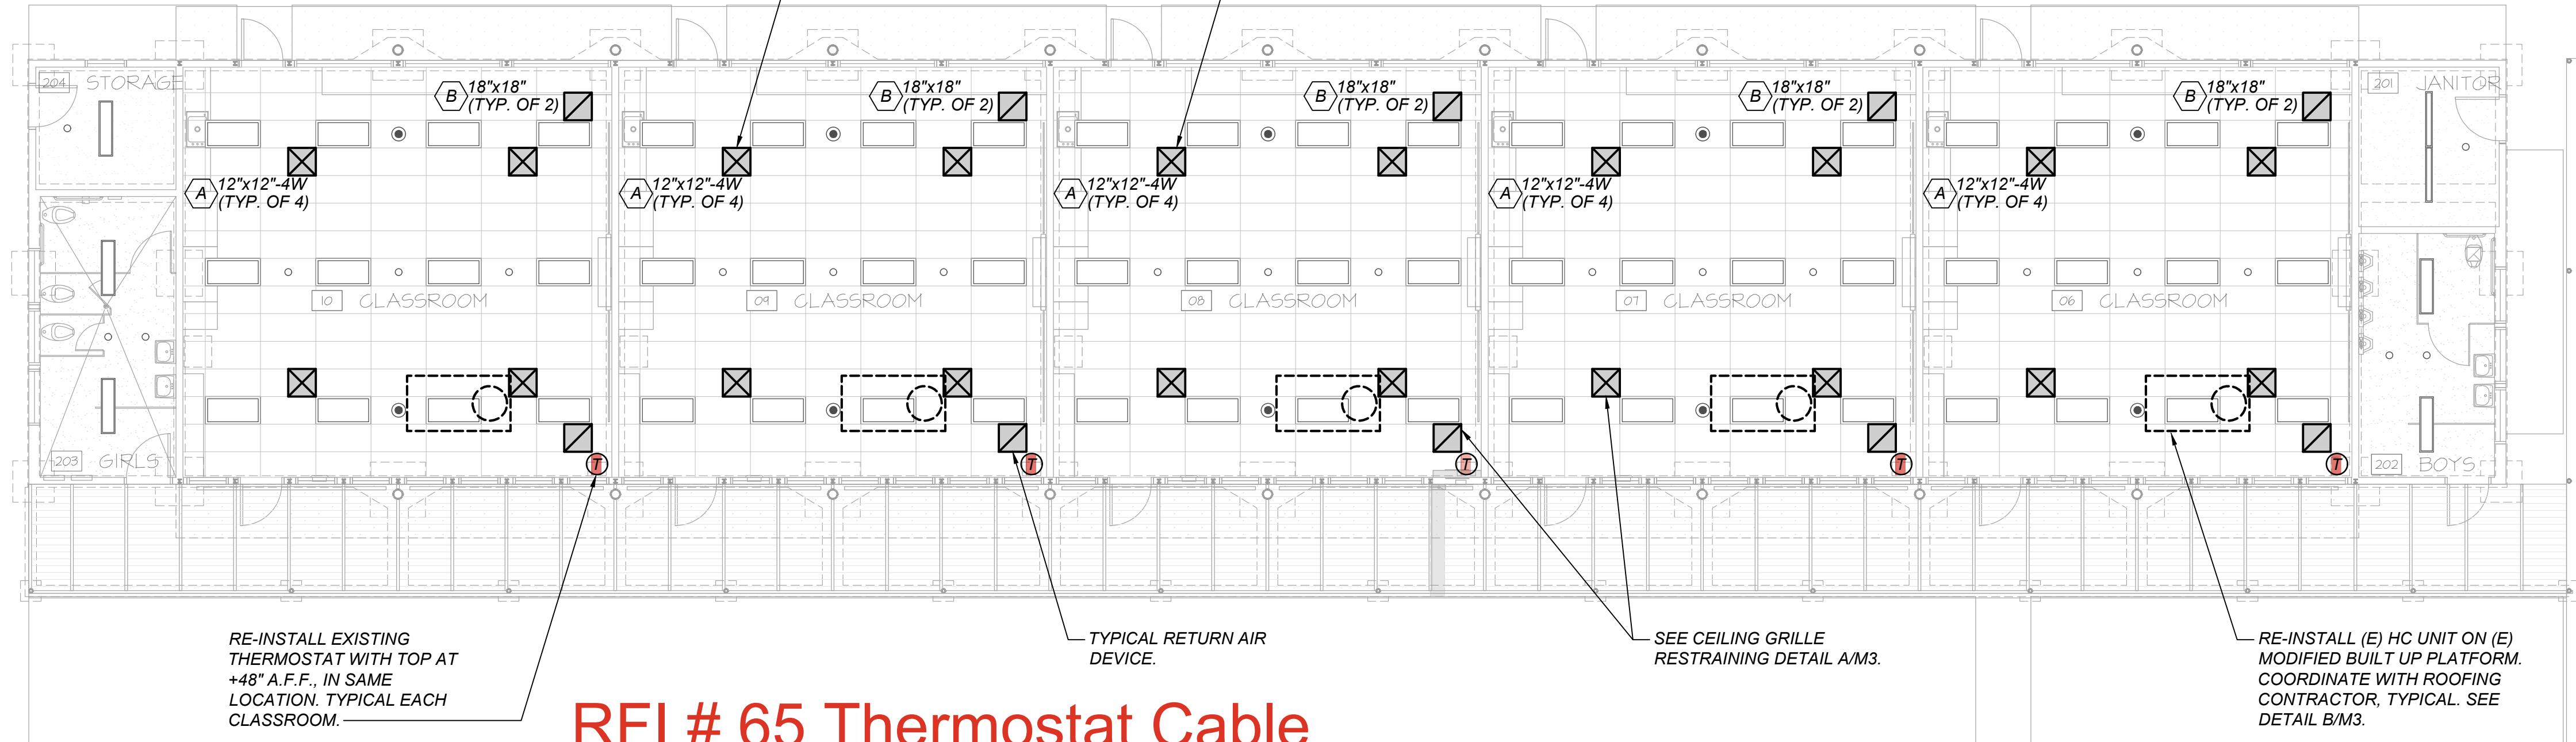 204 STORAGE
B 18"x18"
(TYP. OF 2)
B 18"x18"
(TYP. OF 2)
B 18"x18"
(TYP. OF 2)
B 18"x18"
(TYP. OF 2)
B 18"x18"
(TYP. OF 2)
201 JANITOR
A 12"x12"-4W
(TYP. OF 4)
A 12"x12"-4W
(TYP. OF 4)
A 12"x12"-4W
(TYP. OF 4)
A 12"x12"-4W
(TYP. OF 4)
A 12"x12"-4W
(TYP. OF 4)
10 CLASSROOM
09 CLASSROOM
08 CLASSROOM
07 CLASSROOM
06 CLASSROOM
203 GIRLS
T
T
T
T
T
202 BOYS
RE-INSTALL EXISTING
THERMOSTAT WITH TOP AT
+48" A.F.F., IN SAME
LOCATION. TYPICAL EACH
CLASSROOM.
TYPICAL RETURN AIR
DEVICE.
SEE CEILING GRILLE
RESTRAINING DETAIL A/M3.
RE-INSTALL (E) HC UNIT ON (E)
MODIFIED BUILT UP PLATFORM.
COORDINATE WITH ROOFING
CONTRACTOR, TYPICAL. SEE
DETAIL B/M3.
RFI # 65 Thermostat Cable